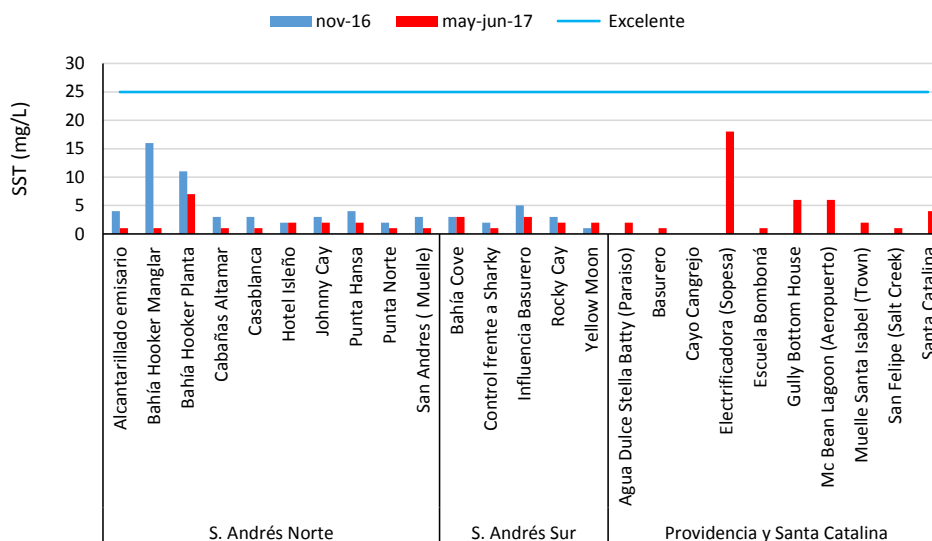 nov-16 may-jun-17 Excelente
SST (mg/L)
30
25
20
15
10
5
0
Alcantarillado emisario
Bahía Hooker Manglar
Bahía Hooker Planta
Cabañas Altamar
Casablanca
Hotel Isleño
Johnny Cay
Punta Hansa
Punta Norte
San Andres ( Muelle)
Bahía Cove
Control frente a Sharky
Influencia Basurero
Rocky Cay
Yellow Moon
Agua Dulce Stella Batty (Paraiso)
Basurero
Cayo Cangrejo
Electrificadora (Sopesa)
Escuela Bomboná
Gully Bottom House
Mc Bean Lagoon (Aeropuerto)
Muelle Santa Isabel (Town)
San Felipe (Salt Creek)
Santa Catalina
S. Andrés Norte S. Andrés Sur Providencia y Santa Catalina